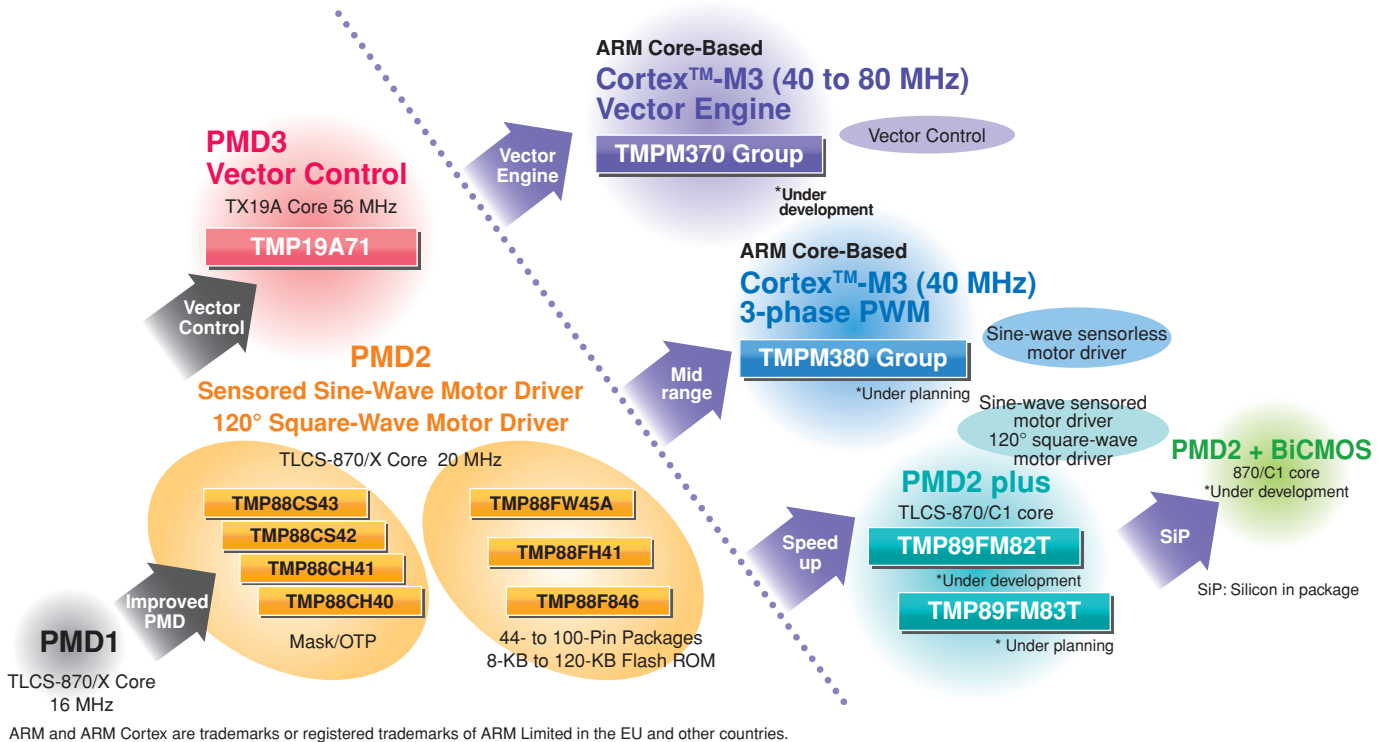 ARM Core-Based
Cortex™-M3 (40 to 80 MHz)
Vector Engine
TMPM370 Group
*Under
development
Vector Control
Vector
Engine
PMD3
Vector Control
TX19A Core 56 MHz
TMP19A71
Vector
Control
ARM Core-Based
Cortex™-M3 (40 MHz)
3-phase PWM
TMPM380 Group
*Under planning
Sine-wave sensorless
motor driver
Mid
range
PMD2
Sensored Sine-Wave Motor Driver
120° Square-Wave Motor Driver
TLCS-870/X Core 20 MHz
TMP88CS43
TMP88CS42
TMP88CH41
TMP88CH40
Mask/OTP
TMP88FW45A
TMP88FH41
TMP88F846
44- to 100-Pin Packages
8-KB to 120-KB Flash ROM
Sine-wave sensored
motor driver
120° square-wave
motor driver
PMD2 plus
TLCS-870/C1 core
TMP89FM82T
*Under development
TMP89FM83T
* Under planning
Speed
up
SiP
PMD2 + BiCMOS
870/C1 core
*Under development
SiP: Silicon in package
Improved
PMD
PMD1
TLCS-870/X Core
16 MHz
ARM and ARM Cortex are trademarks or registered trademarks of ARM Limited in the EU and other countries.